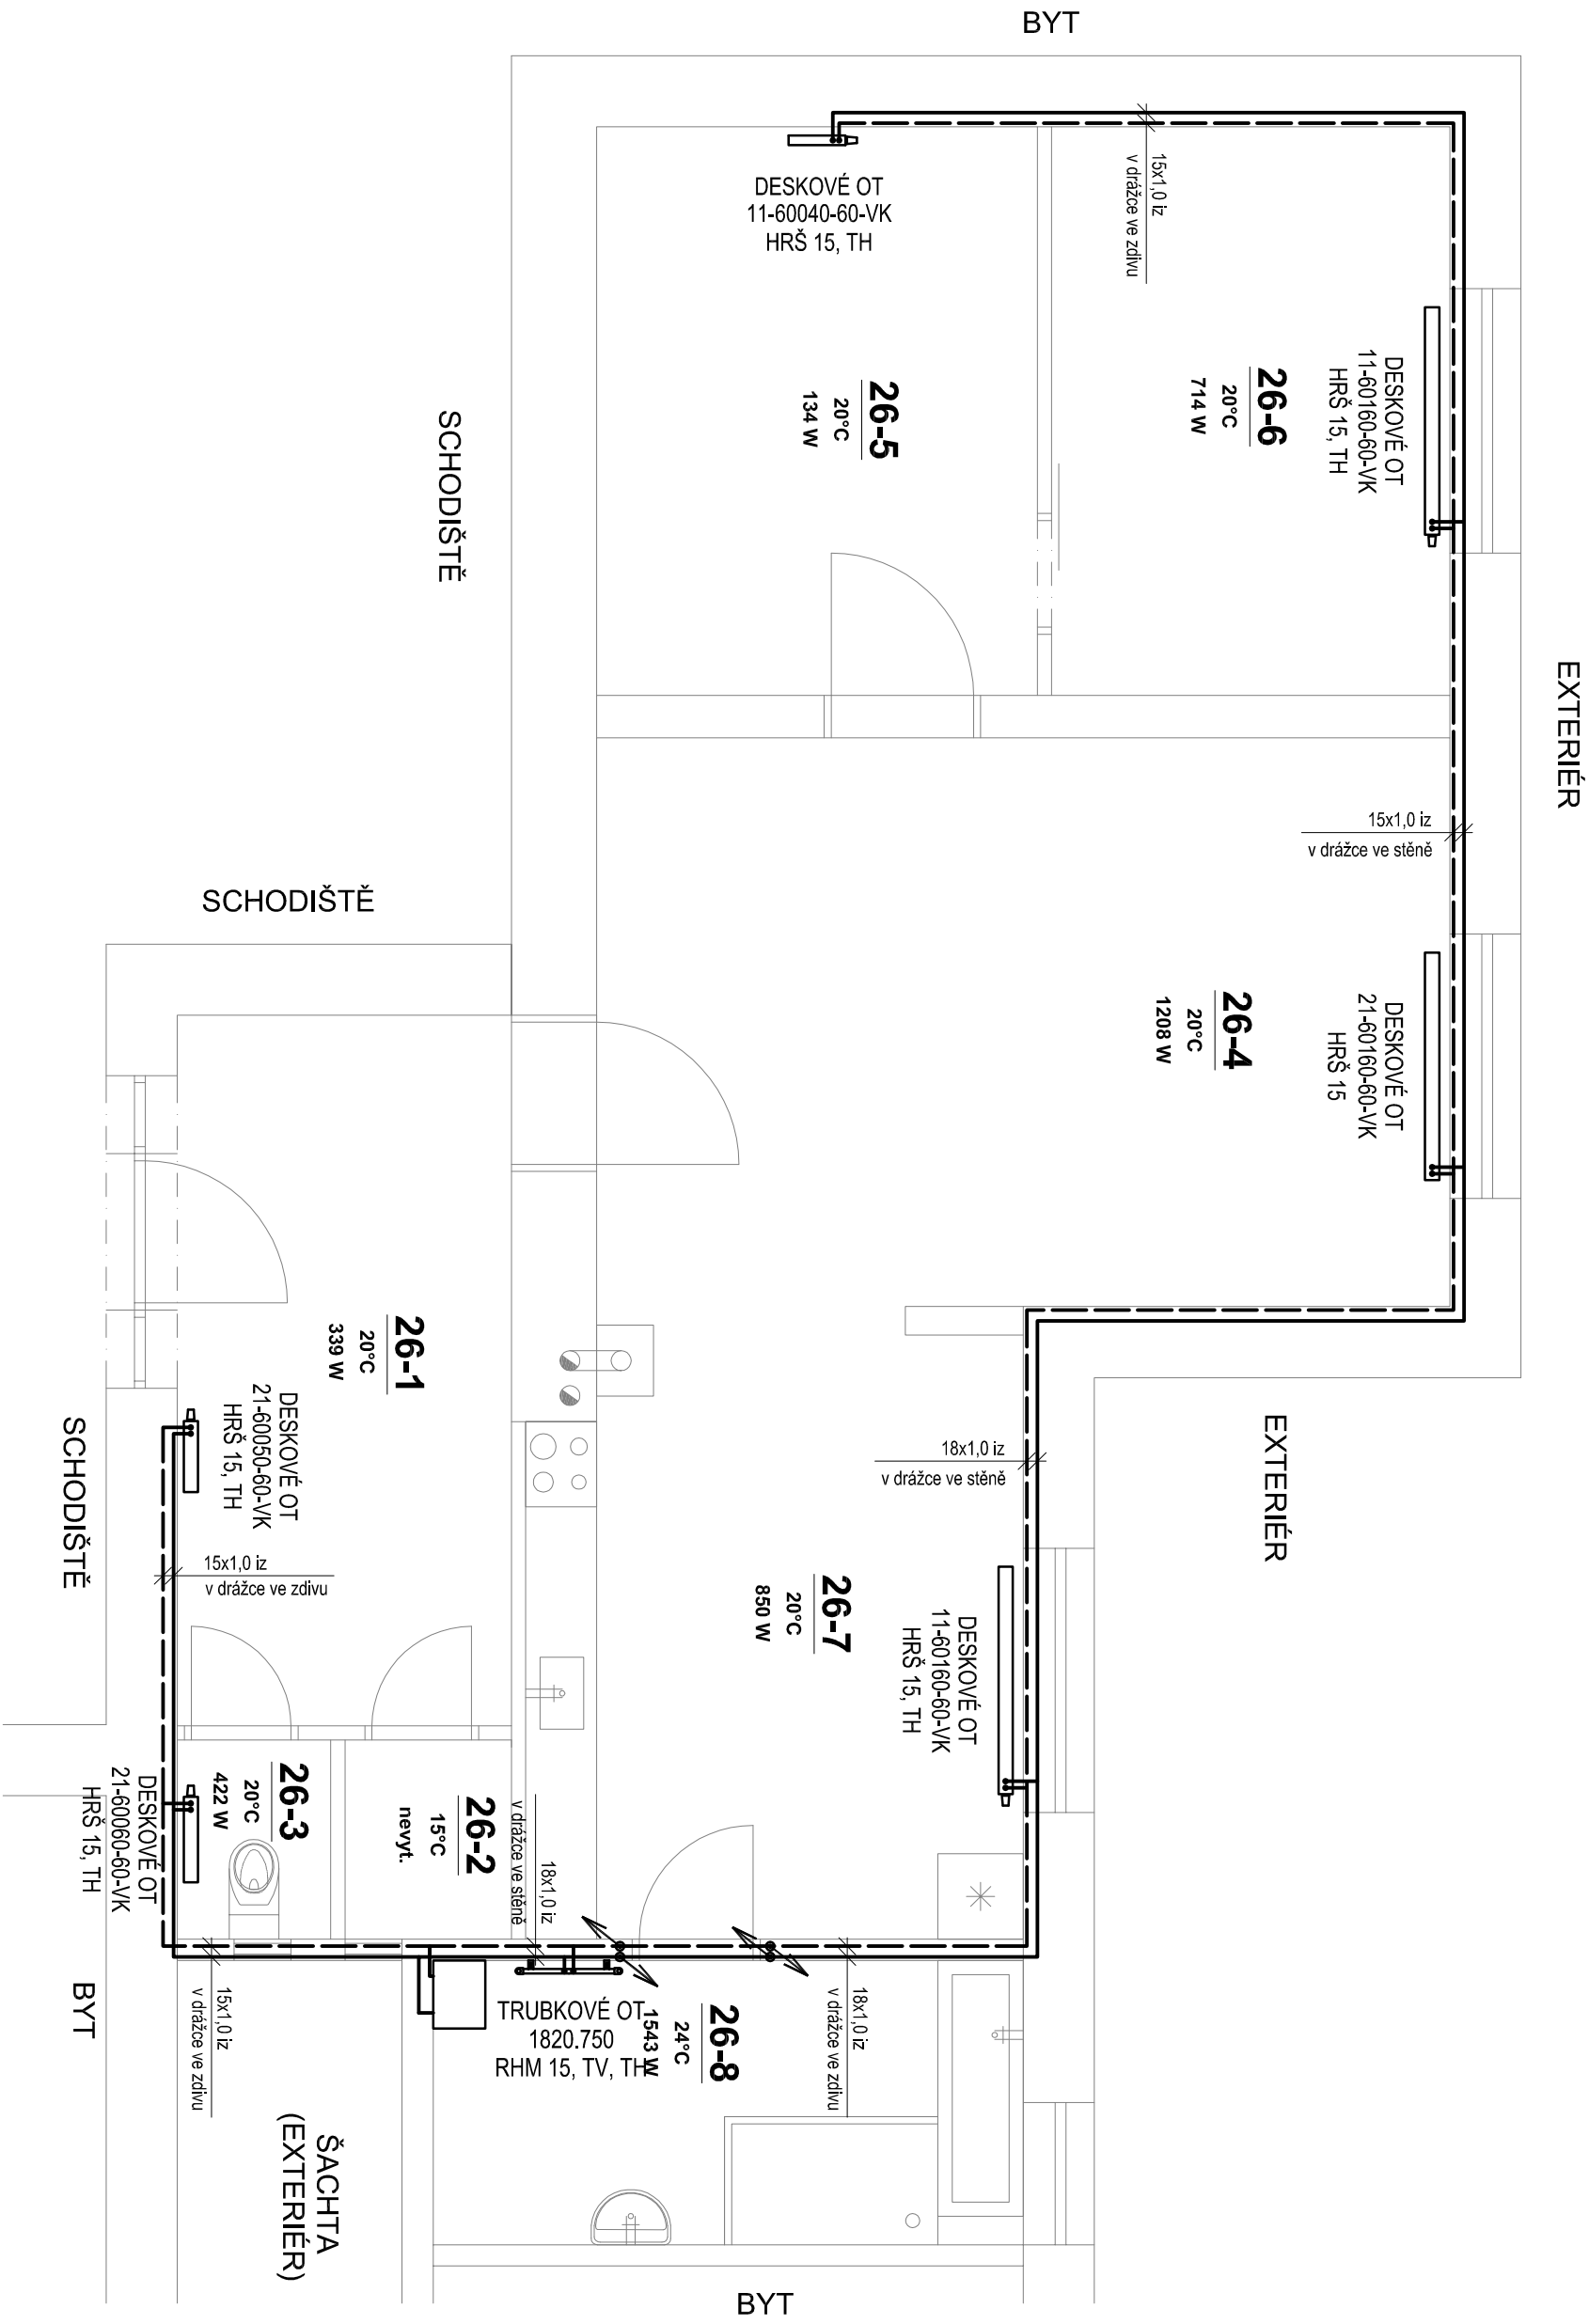 BYT
15x1,0 iz
v drážce ve zdivu
DESKOVÉ OT
11-60040-60-VK
HRŠ 15, TH
DESKOVÉ OT
11-60160-60-VK
HRŠ 15, TH
26-6
20°C
714 W
26-5
20°C
134 W
SCHODIŠTĚ
EXTERIÉR
15x1,0 iz
v drážce ve stěně
SCHODIŠTĚ
26-4
20°C
1208 W
DESKOVÉ OT
21-60160-60-VK
HRŠ 15
26-1
20°C
339 W
DESKOVÉ OT
21-60050-60-VK
HRŠ 15, TH
SCHODIŠTĚ
EXTERIÉR
18x1,0 iz
v drážce ve stěně
15x1,0 iz
v drážce ve zdivu
26-7
20°C
850 W
DESKOVÉ OT
11-60160-60-VK
HRŠ 15, TH
26-3
20°C
422 W
DESKOVÉ OT
21-60060-60-VK
HRŠ 15, TH
26-2
15°C
nevyt.
18x1,0 iz
v drážce ve stěně
BYT
15x1,0 iz
v drážce ve zdivu
TRUBKOVÉ OT
1820.750
RHM 15, TV, TH
26-8
24°C
1543 W
18x1,0 iz
v drážce ve zdivu
ŠACHTA
(EXTERIÉR)
BYT